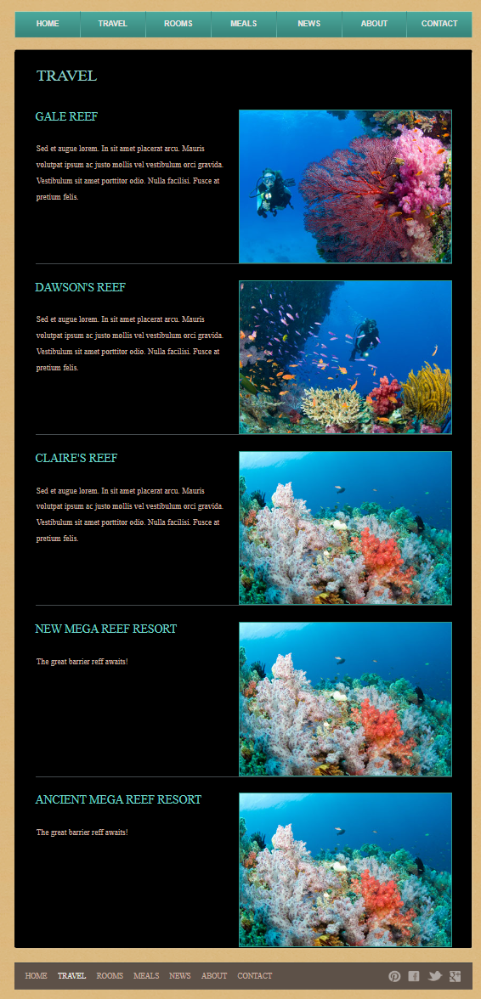 HOME TRAVEL ROOMS MEALS NEWS ABOUT CONTACT
TRAVEL
GALE REEF
Sed et augue lorem. In sit amet placerat arcu. Mauris
volutpat ipsum ac justo mollis vel vestibulum orci gravida.
Vestibulum sit amet porttitor odio. Nulla facilisi. Fusce at
pretium felis.
DAWSON'S REEF
Sed et augue lorem. In sit amet placerat arcu. Mauris
volutpat ipsum ac justo mollis vel vestibulum orci gravida.
Vestibulum sit amet porttitor odio. Nulla facilisi. Fusce at
pretium felis.
CLAIRE'S REEF
Sed et augue lorem. In sit amet placerat arcu. Mauris
volutpat ipsum ac justo mollis vel vestibulum orci gravida.
Vestibulum sit amet porttitor odio. Nulla facilisi. Fusce at
pretium felis.
NEW MEGA REEF RESORT
The great barrier reff awaits!
ANCIENT MEGA REEF RESORT
The great barrier reff awaits!
HOME TRAVEL ROOMS MEALS NEWS ABOUT CONTACT